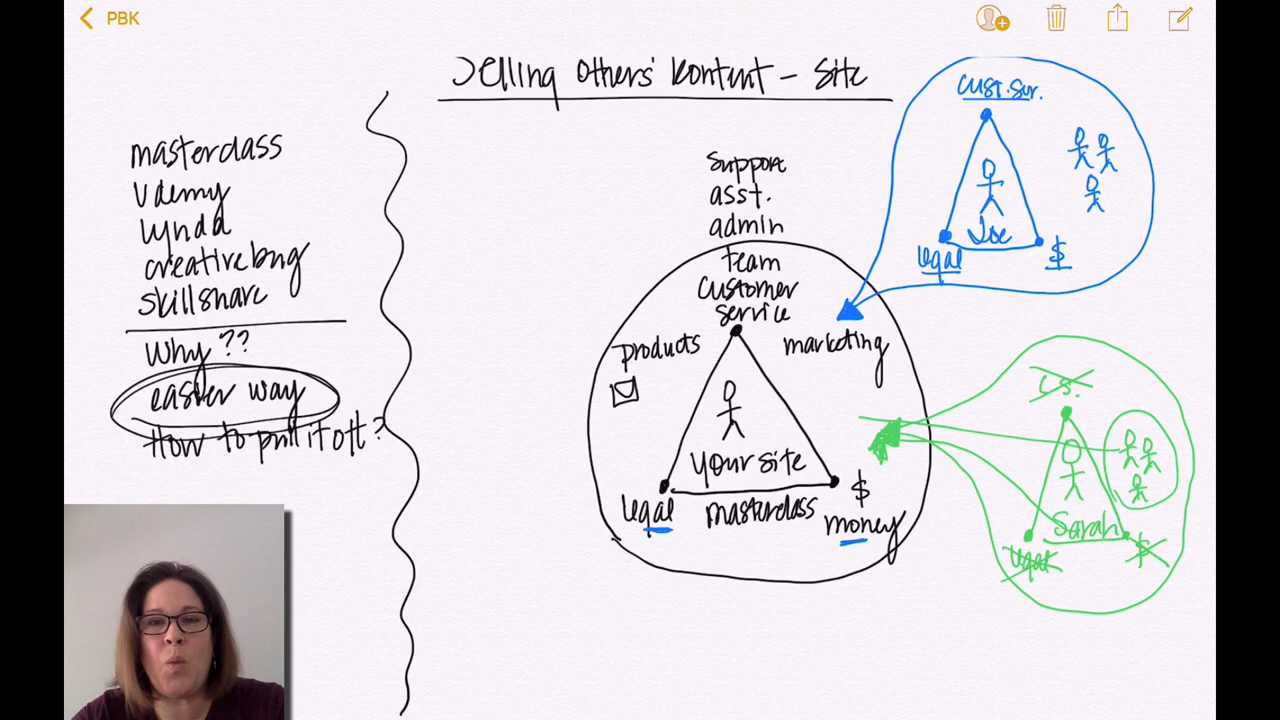 PBK
Selling Others' Kontent - Site
masterclass
Udemy
Lynda
creativebug
skillshare
Why ??
easier way
How to pull it off?
support
asst.
admin
team
customer
service
products
marketing
your site
legal
masterclass
$
money
cust. sur.
Joe
legal
$
c.s.
Sarah
legal
$